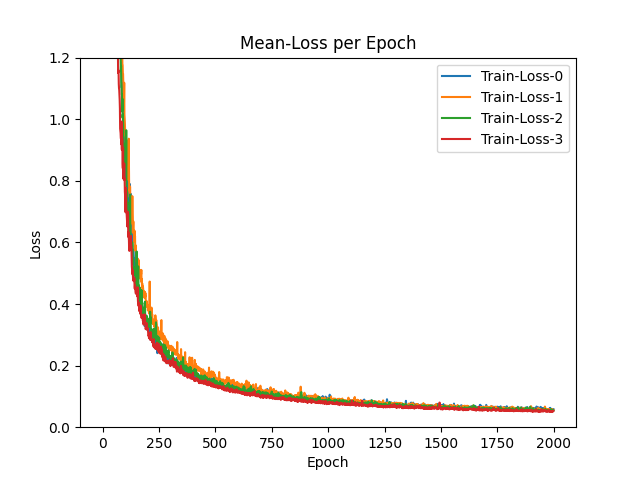 Mean-Loss per Epoch
1.2
1.0
0.8
0.6
0.4
0.2
0.0
Loss
Train-Loss-0
Train-Loss-1
Train-Loss-2
Train-Loss-3
0 250 500 750 1000 1250 1500 1750 2000
Epoch